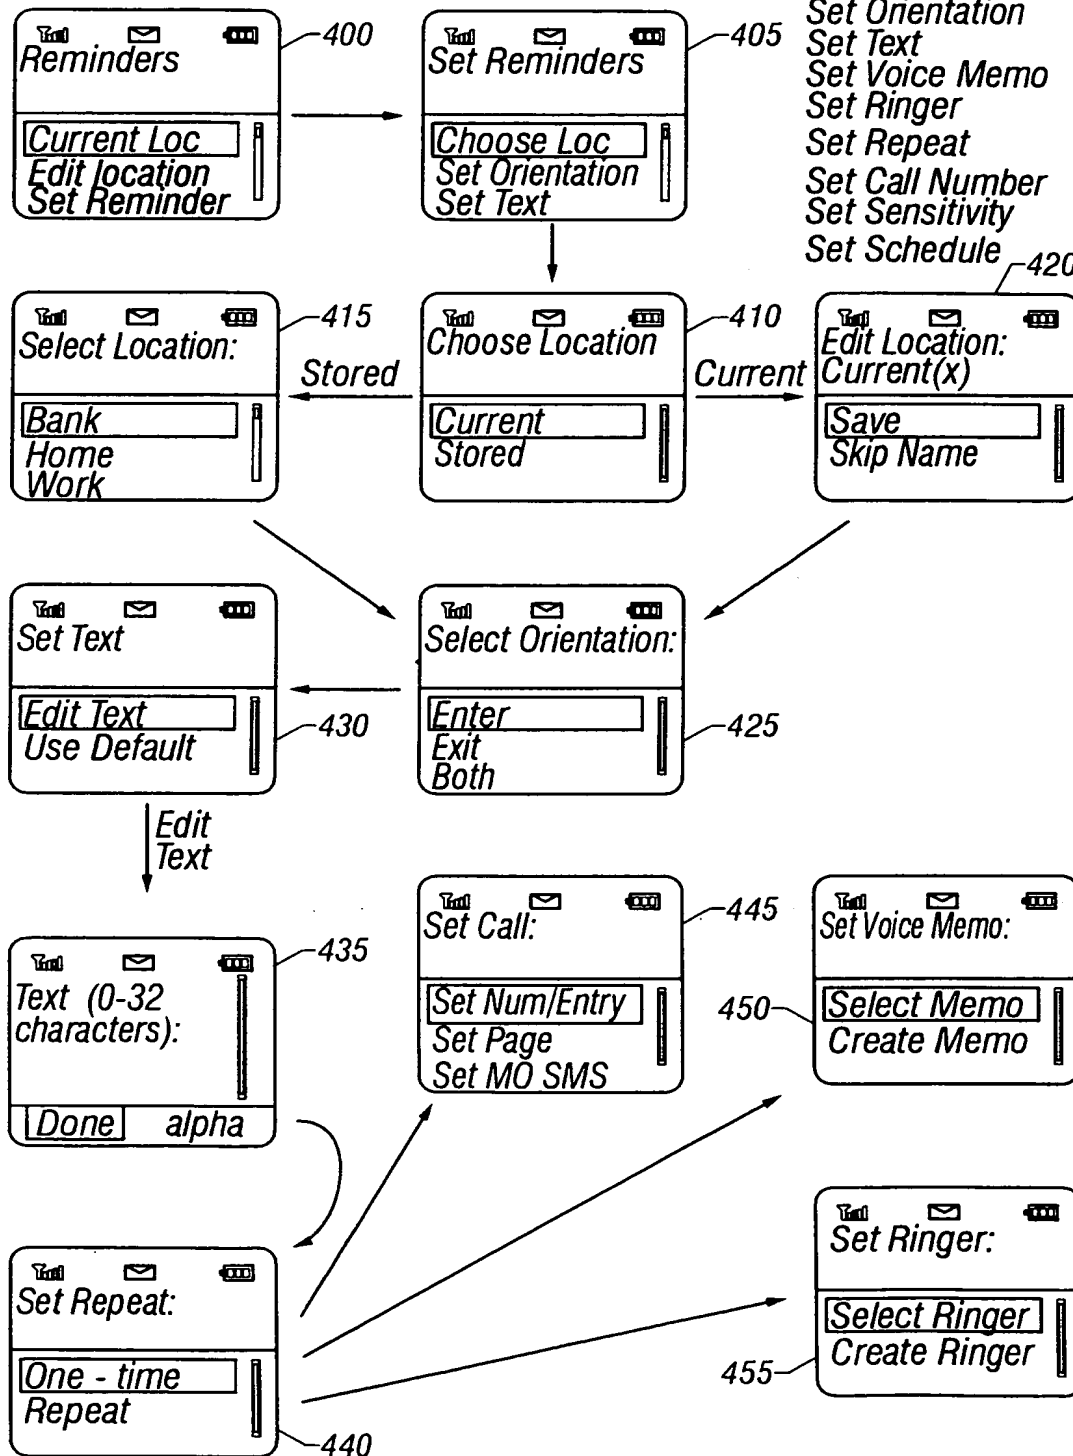 400
Reminders
Current Loc
Edit location
Set Reminder
405
Set Reminders
Choose Loc
Set Orientation
Set Text
Set Orientation
Set Text
Set Voice Memo
Set Ringer
Set Repeat
Set Call Number
Set Sensitivity
Set Schedule
415
Select Location:
Bank
Home
Work
Stored
410
Choose Location
Current
Stored
Current
420
Edit Location:
Current(x)
Save
Skip Name
Set Text
Edit Text
Use Default
430
Select Orientation:
Enter
Exit
Both
425
Edit
Text
435
Text (0-32
characters):
Done alpha
445
Set Call:
Set Num/Entry
Set Page
Set MO SMS
Set Voice Memo:
450
Select Memo
Create Memo
Set Repeat:
One - time
Repeat
440
Set Ringer:
Select Ringer
Create Ringer
455